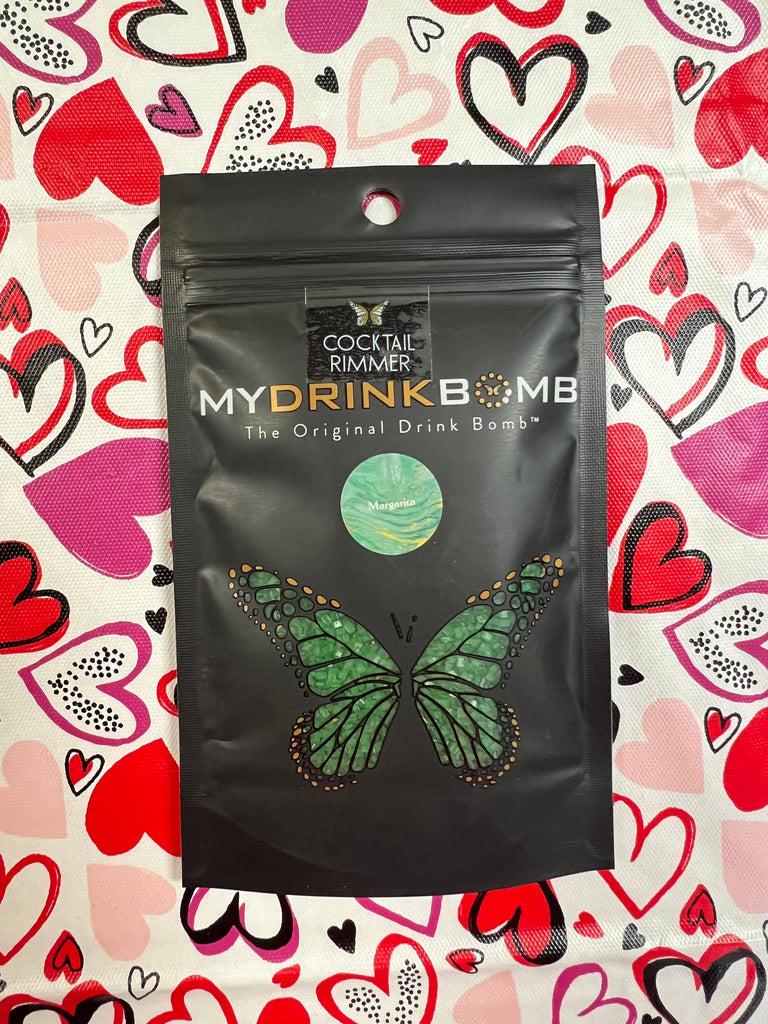 COCKTAIL
RIMMER
MYDRINKBOMB
The Original Drink Bomb™
Margarita